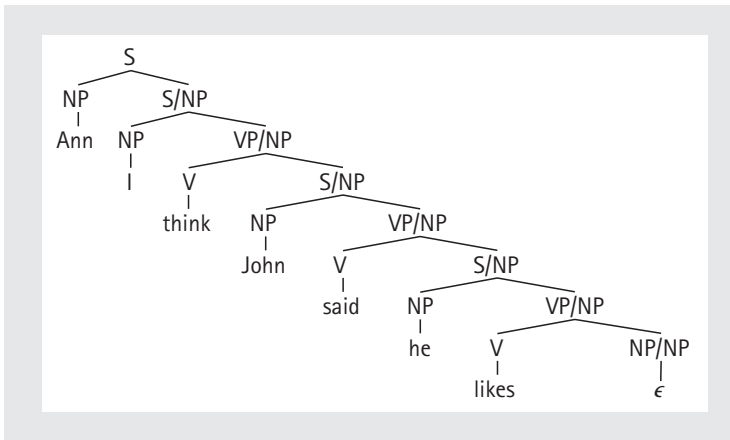 S
NP S/NP
Ann NP VP/NP
I V S/NP
think NP VP/NP
John V S/NP
said NP VP/NP
he V NP/NP
likes ϵ